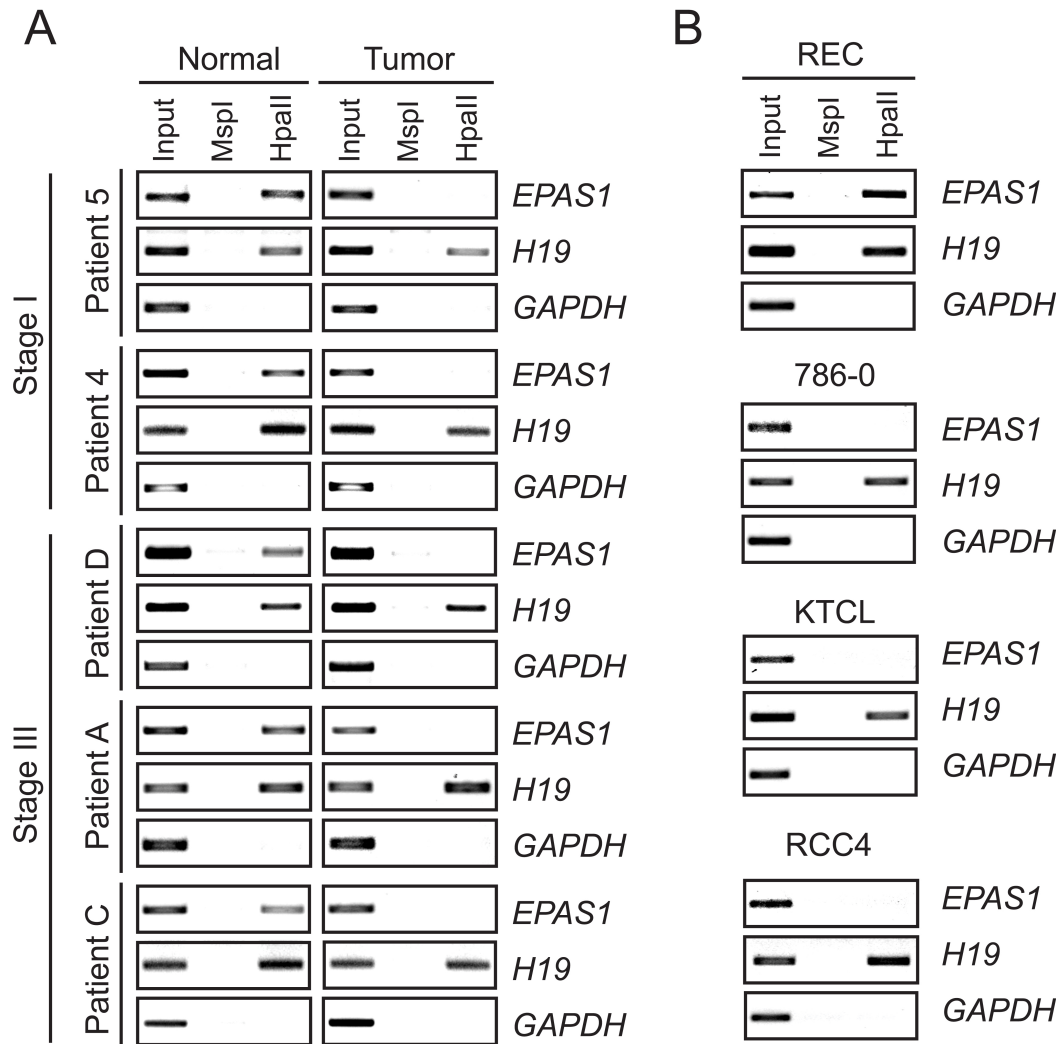 A
Normal Tumor
Input MspI HpaII Input MspI HpaII
Stage I
Patient 5
EPAS1
H19
GAPDH
Patient 4
EPAS1
H19
GAPDH
Stage III
Patient D
EPAS1
H19
GAPDH
Patient A
EPAS1
H19
GAPDH
Patient C
EPAS1
H19
GAPDH
B
REC
Input MspI HpaII
EPAS1
H19
GAPDH
786-0
EPAS1
H19
GAPDH
KTCL
EPAS1
H19
GAPDH
RCC4
EPAS1
H19
GAPDH